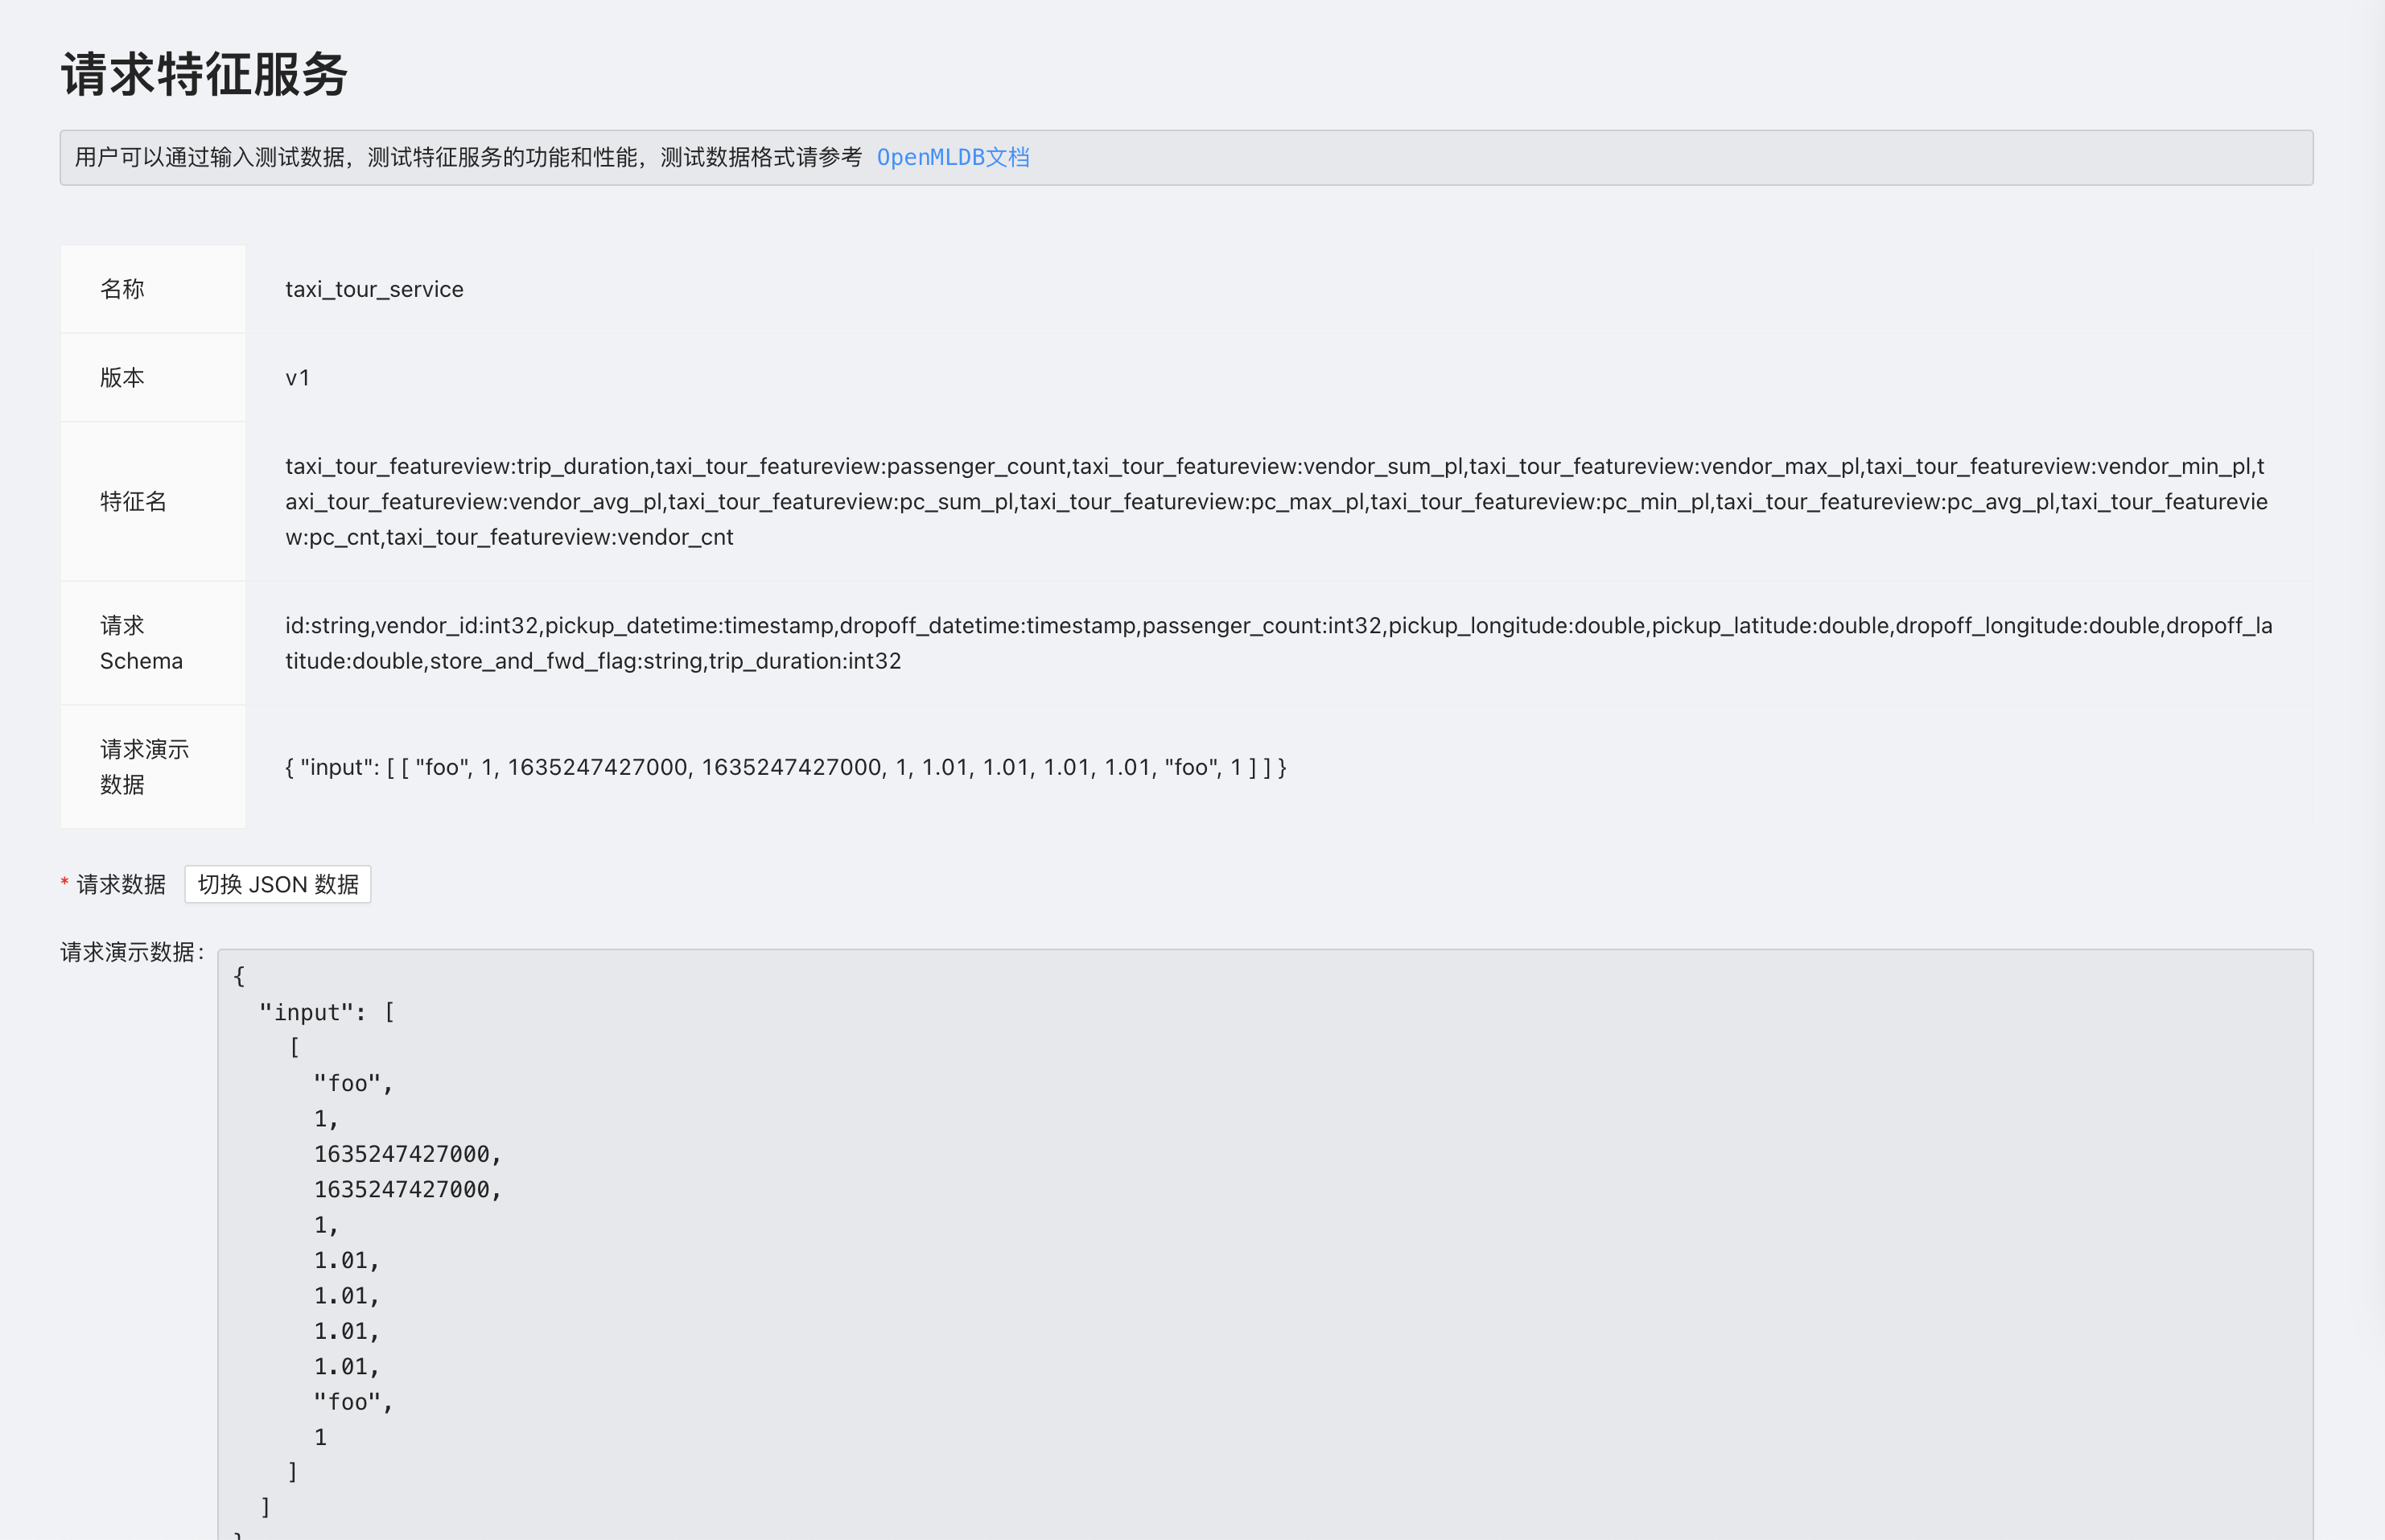 请求特征服务
用户可以通过输入测试数据，测试特征服务的功能和性能，测试数据格式请参考 OpenMLDB文档
名称
taxi_tour_service
版本
v1
特征名
taxi_tour_featureview:trip_duration,taxi_tour_featureview:passenger_count,taxi_tour_featureview:vendor_sum_pl,taxi_tour_featureview:vendor_max_pl,taxi_tour_featureview:vendor_min_pl,t
axi_tour_featureview:vendor_avg_pl,taxi_tour_featureview:pc_sum_pl,taxi_tour_featureview:pc_max_pl,taxi_tour_featureview:pc_min_pl,taxi_tour_featureview:pc_avg_pl,taxi_tour_featurevie
w:pc_cnt,taxi_tour_featureview:vendor_cnt
请求
Schema
id:string,vendor_id:int32,pickup_datetime:timestamp,dropoff_datetime:timestamp,passenger_count:int32,pickup_longitude:double,pickup_latitude:double,dropoff_longitude:double,dropoff_la
titude:double,store_and_fwd_flag:string,trip_duration:int32
请求演示
数据
{ "input": [ [ "foo", 1, 1635247427000, 1635247427000, 1, 1.01, 1.01, 1.01, 1.01, "foo", 1 ] ] }
* 请求数据 切换 JSON 数据
请求演示数据：
{
"input": [
[
"foo",
1,
1635247427000,
1635247427000,
1,
1.01,
1.01,
1.01,
1.01,
"foo",
1
]
]
}